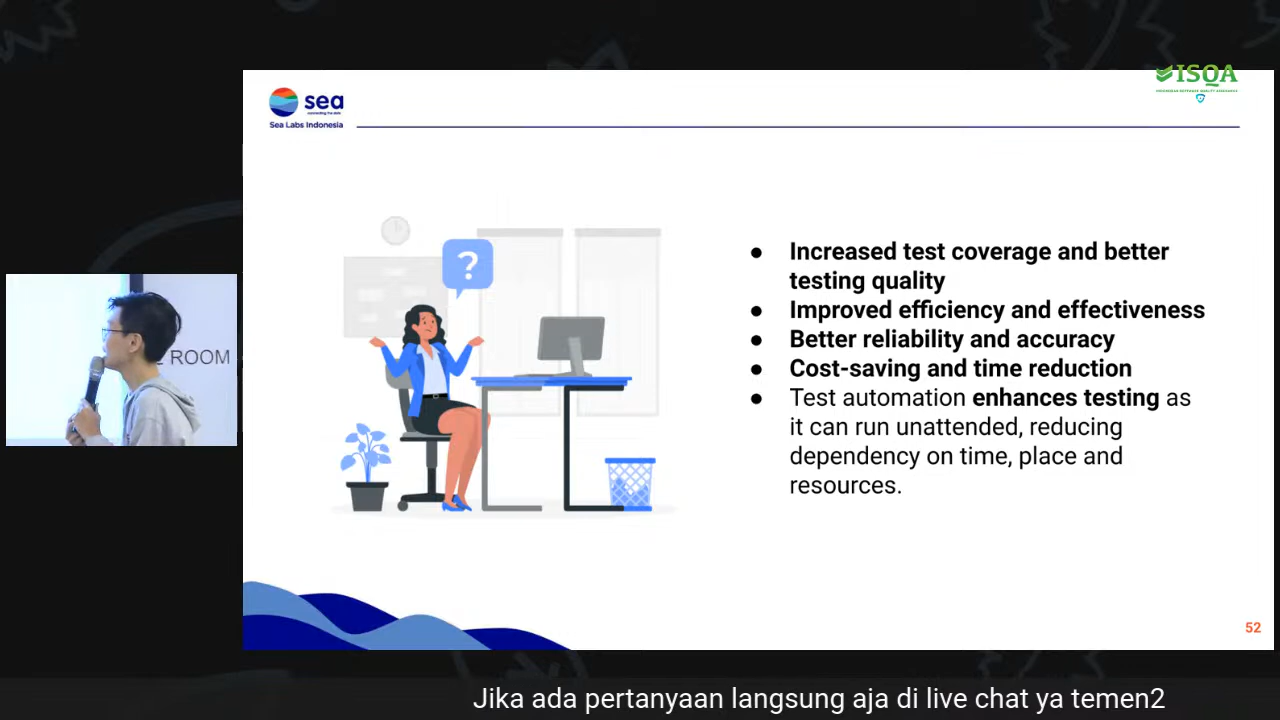 ISQA
sea
Sea Labs Indonesia
?
ROOM
● Increased test coverage and better
testing quality
● Improved efficiency and effectiveness
● Better reliability and accuracy
● Cost-saving and time reduction
● Test automation enhances testing as
it can run unattended, reducing
dependency on time, place and
resources.
52
Jika ada pertanyaan langsung aja di live chat ya temen2